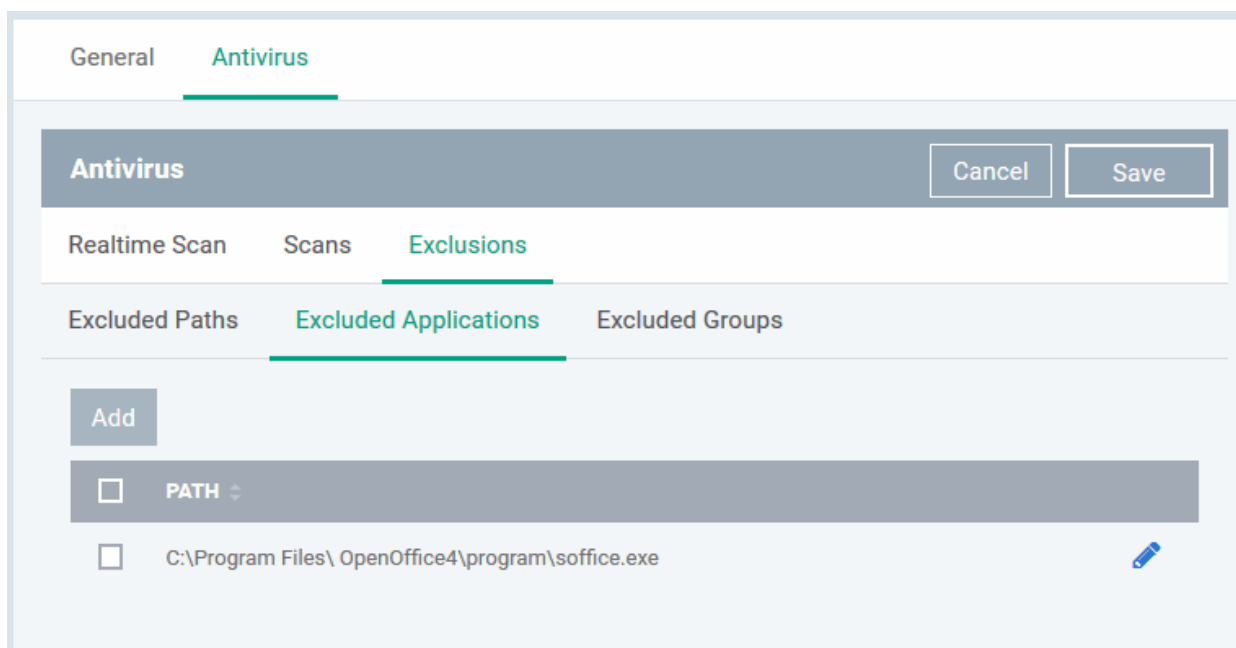 General Antivirus
Antivirus Cancel Save
Realtime Scan Scans Exclusions
Excluded Paths Excluded Applications Excluded Groups
Add
PATH
C:\Program Files\ OpenOffice4\program\soffice.exe